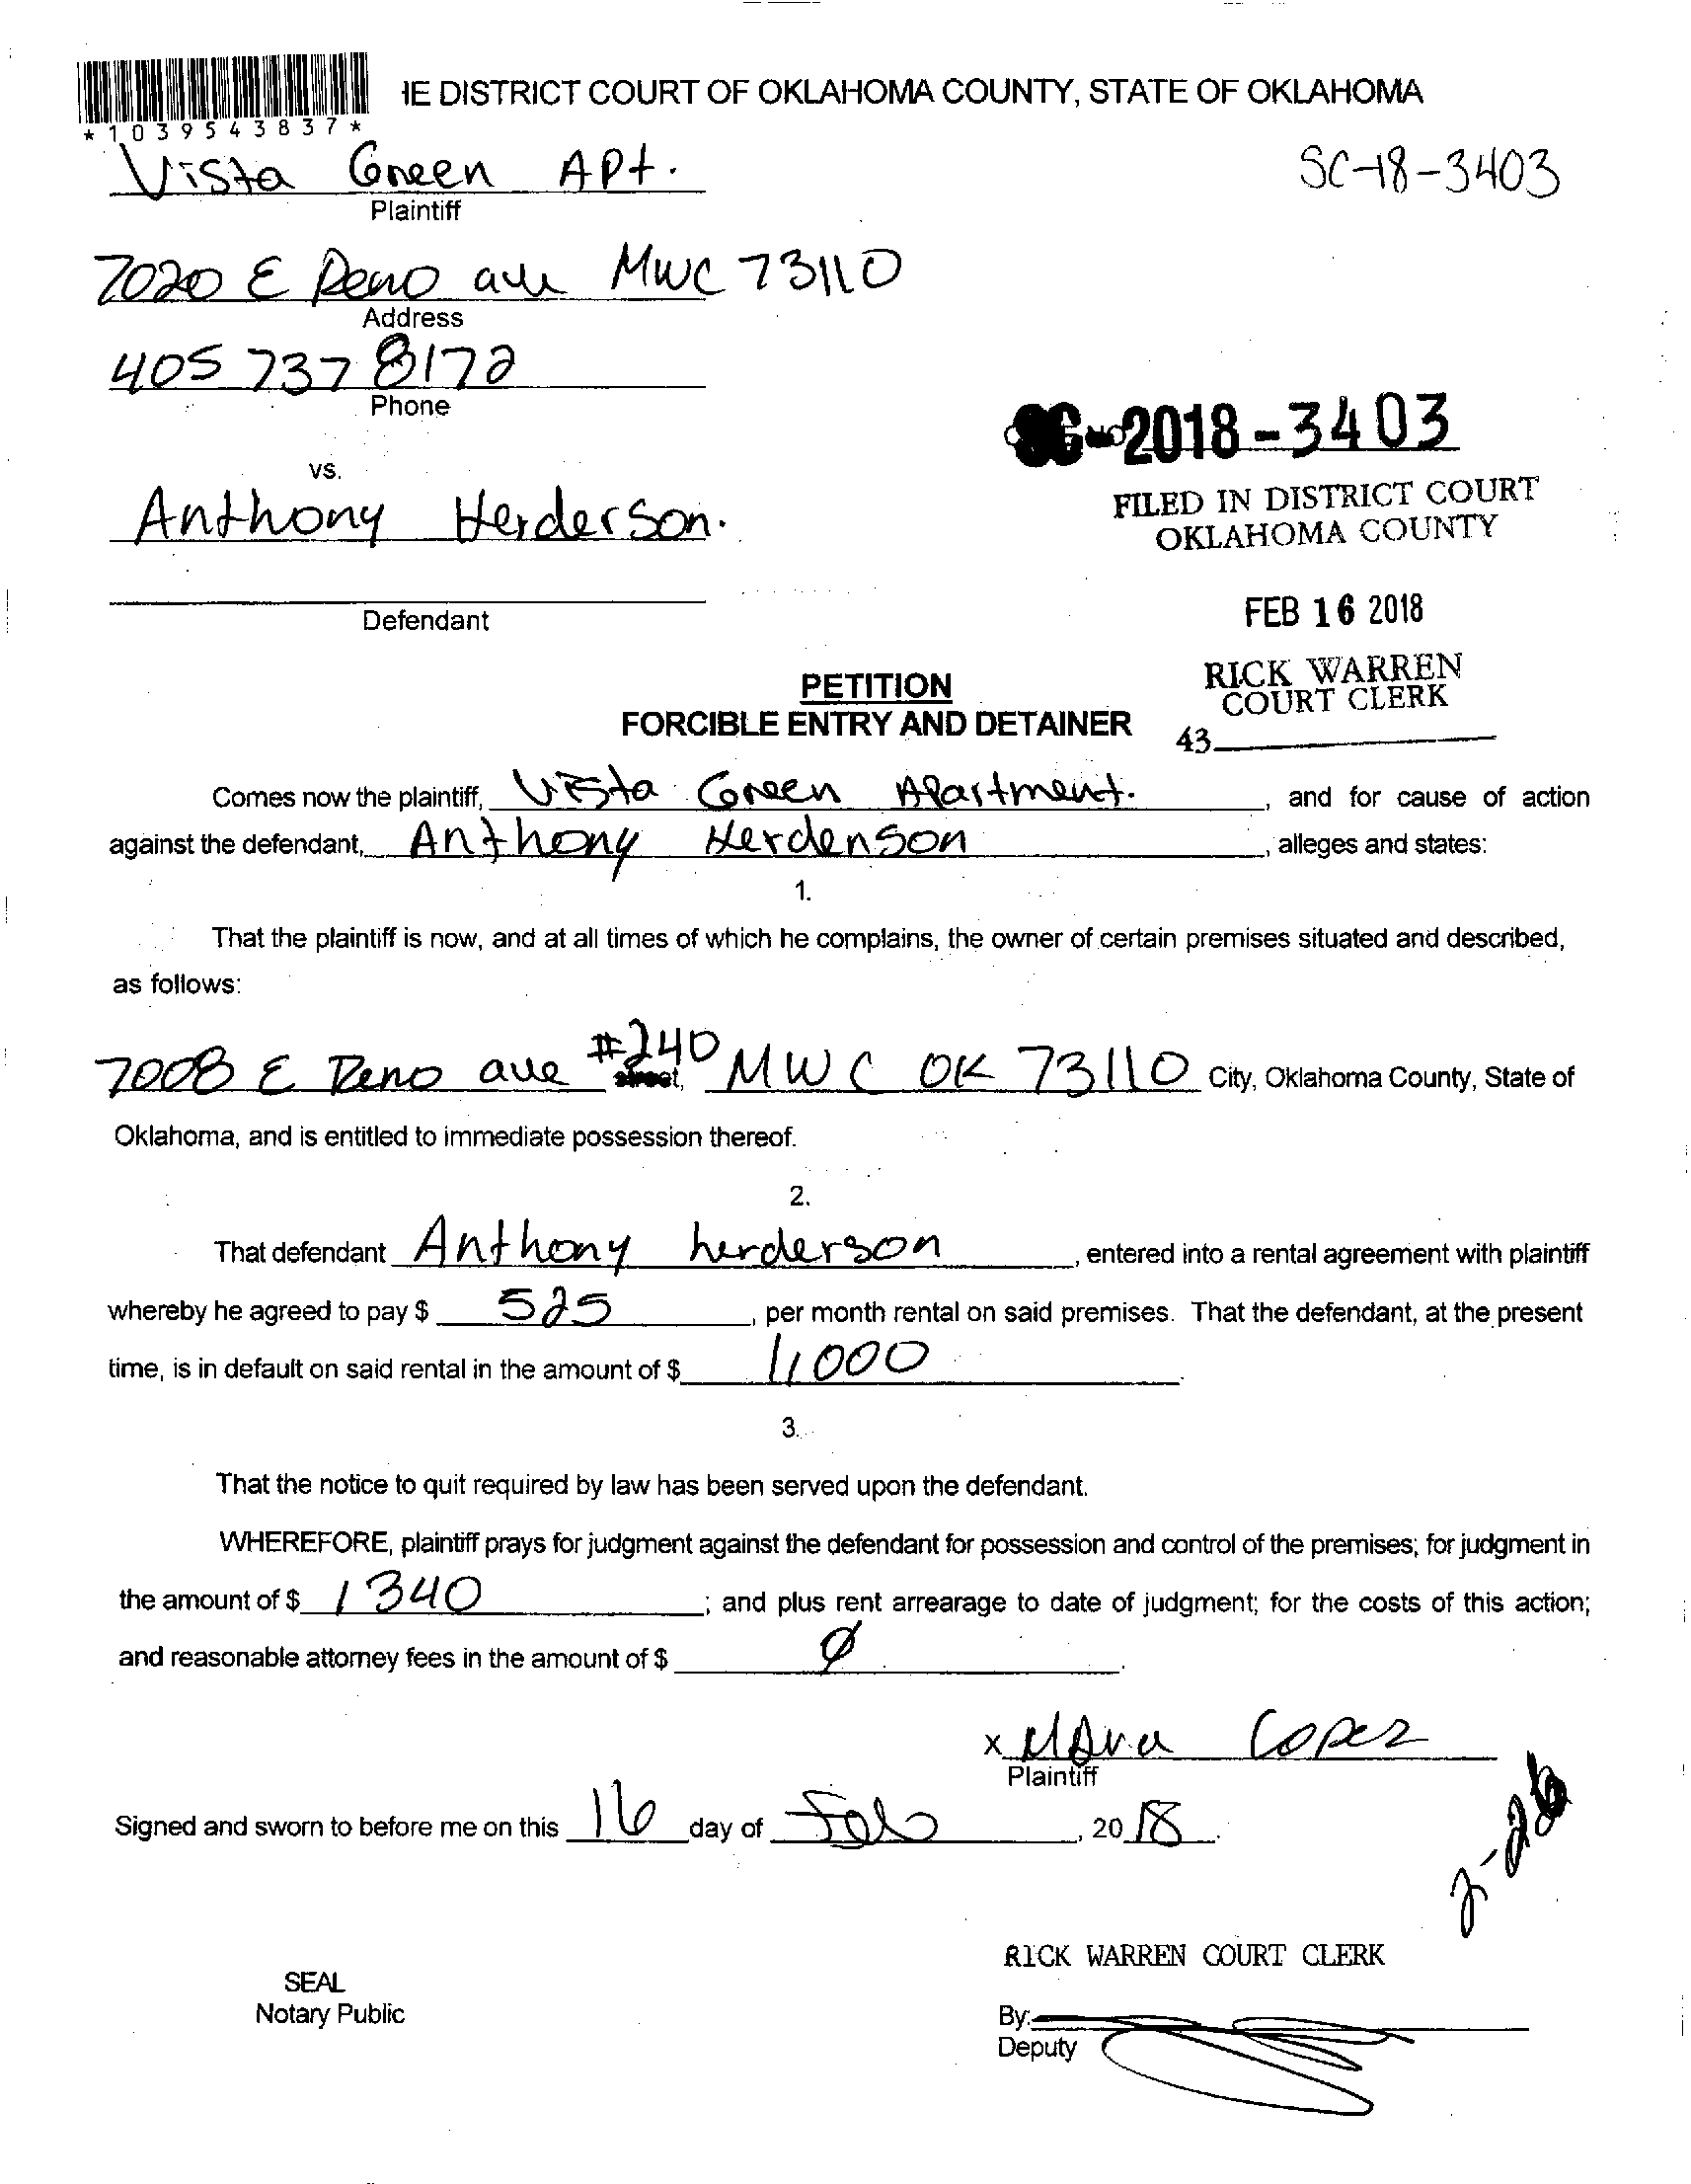 IE DISTRICT COURT OF OKLAHOMA COUNTY, STATE OF OKLAHOMA
*1039543837*
Vista Green Apt.
SC-18-3403
Plaintiff
7020 E Reno ave MWC 73110
Address
405 737 8172
Phone
SC-2018-3403
vs.
FILED IN DISTRICT COURT
OKLAHOMA COUNTY
Anthony Herderson.
FEB 16 2018
Defendant
RICK WARREN
COURT CLERK
43
PETITION
FORCIBLE ENTRY AND DETAINER
Comes now the plaintiff, Vista Green Apartment. , and for cause of action
against the defendant, Anthony Herdenson , alleges and states:
1.
That the plaintiff is now, and at all times of which he complains, the owner of certain premises situated and described,
as follows:
7008 E Reno ave #240 street, MWC OK 73110 City, Oklahoma County, State of
Oklahoma, and is entitled to immediate possession thereof.
2.
That defendant Anthony herderson , entered into a rental agreement with plaintiff
whereby he agreed to pay $ 525 , per month rental on said premises. That the defendant, at the present
time, is in default on said rental in the amount of $ 1,000 .
3.
That the notice to quit required by law has been served upon the defendant.
WHEREFORE, plaintiff prays for judgment against the defendant for possession and control of the premises; for judgment in
the amount of $ 1340 ; and plus rent arrearage to date of judgment; for the costs of this action;
and reasonable attorney fees in the amount of $ Ø .
x Lopez
Plaintiff
Signed and sworn to before me on this 16 day of Feb , 20 18 .
2-26
RICK WARREN COURT CLERK
SEAL
Notary Public
By:
Deputy